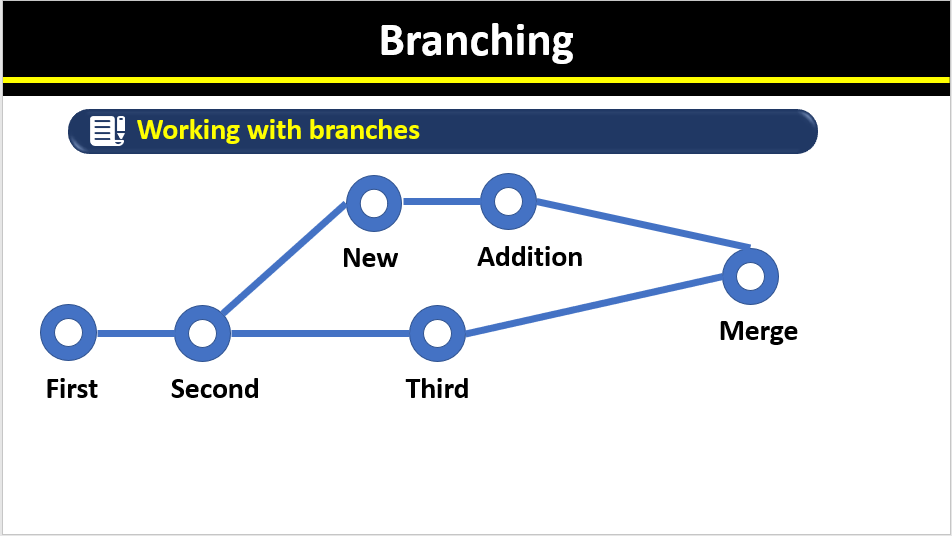 Branching
Working with branches
New
Addition
Merge
First
Second
Third